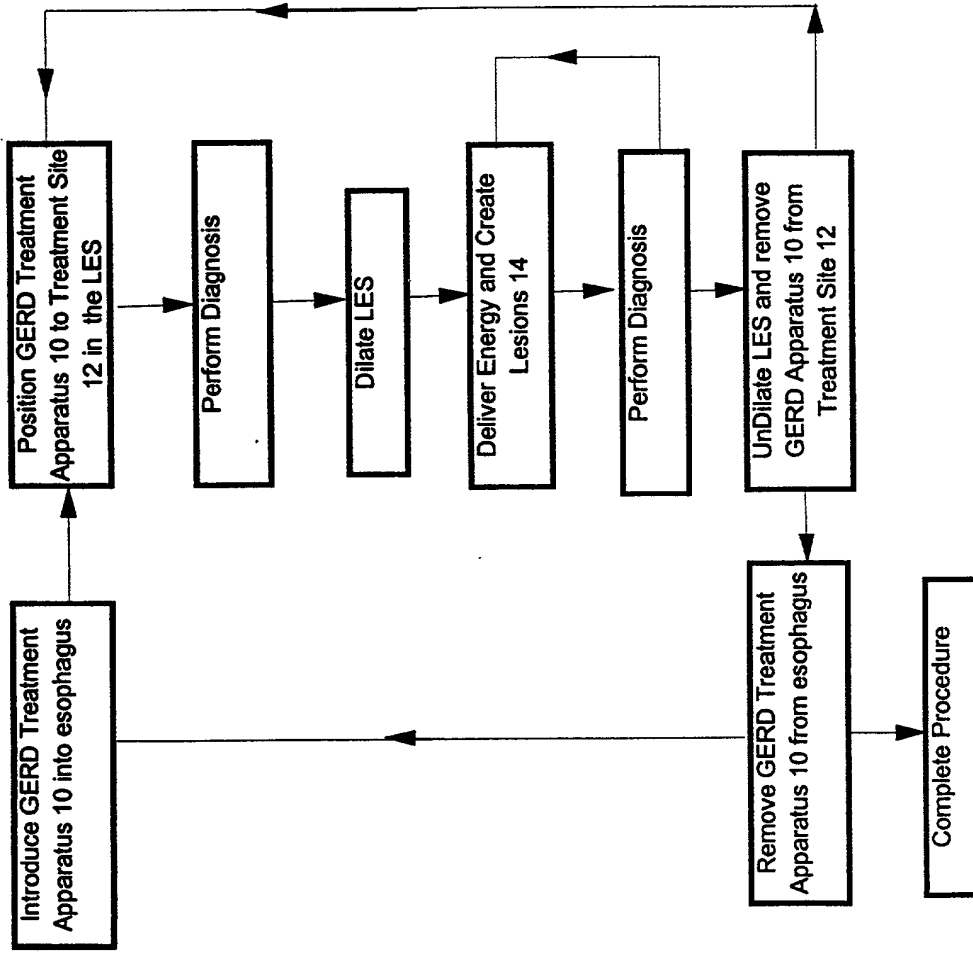 Introduce GERD Treatment
Apparatus 10 into esophagus
Position GERD Treatment
Apparatus 10 to Treatment Site
12 in the LES
Perform Diagnosis
Dilate LES
Deliver Energy and Create
Lesions 14
Perform Diagnosis
UnDilate LES and remove
GERD Apparatus 10 from
Treatment Site 12
Remove GERD Treatment
Apparatus 10 from esophagus
Complete Procedure